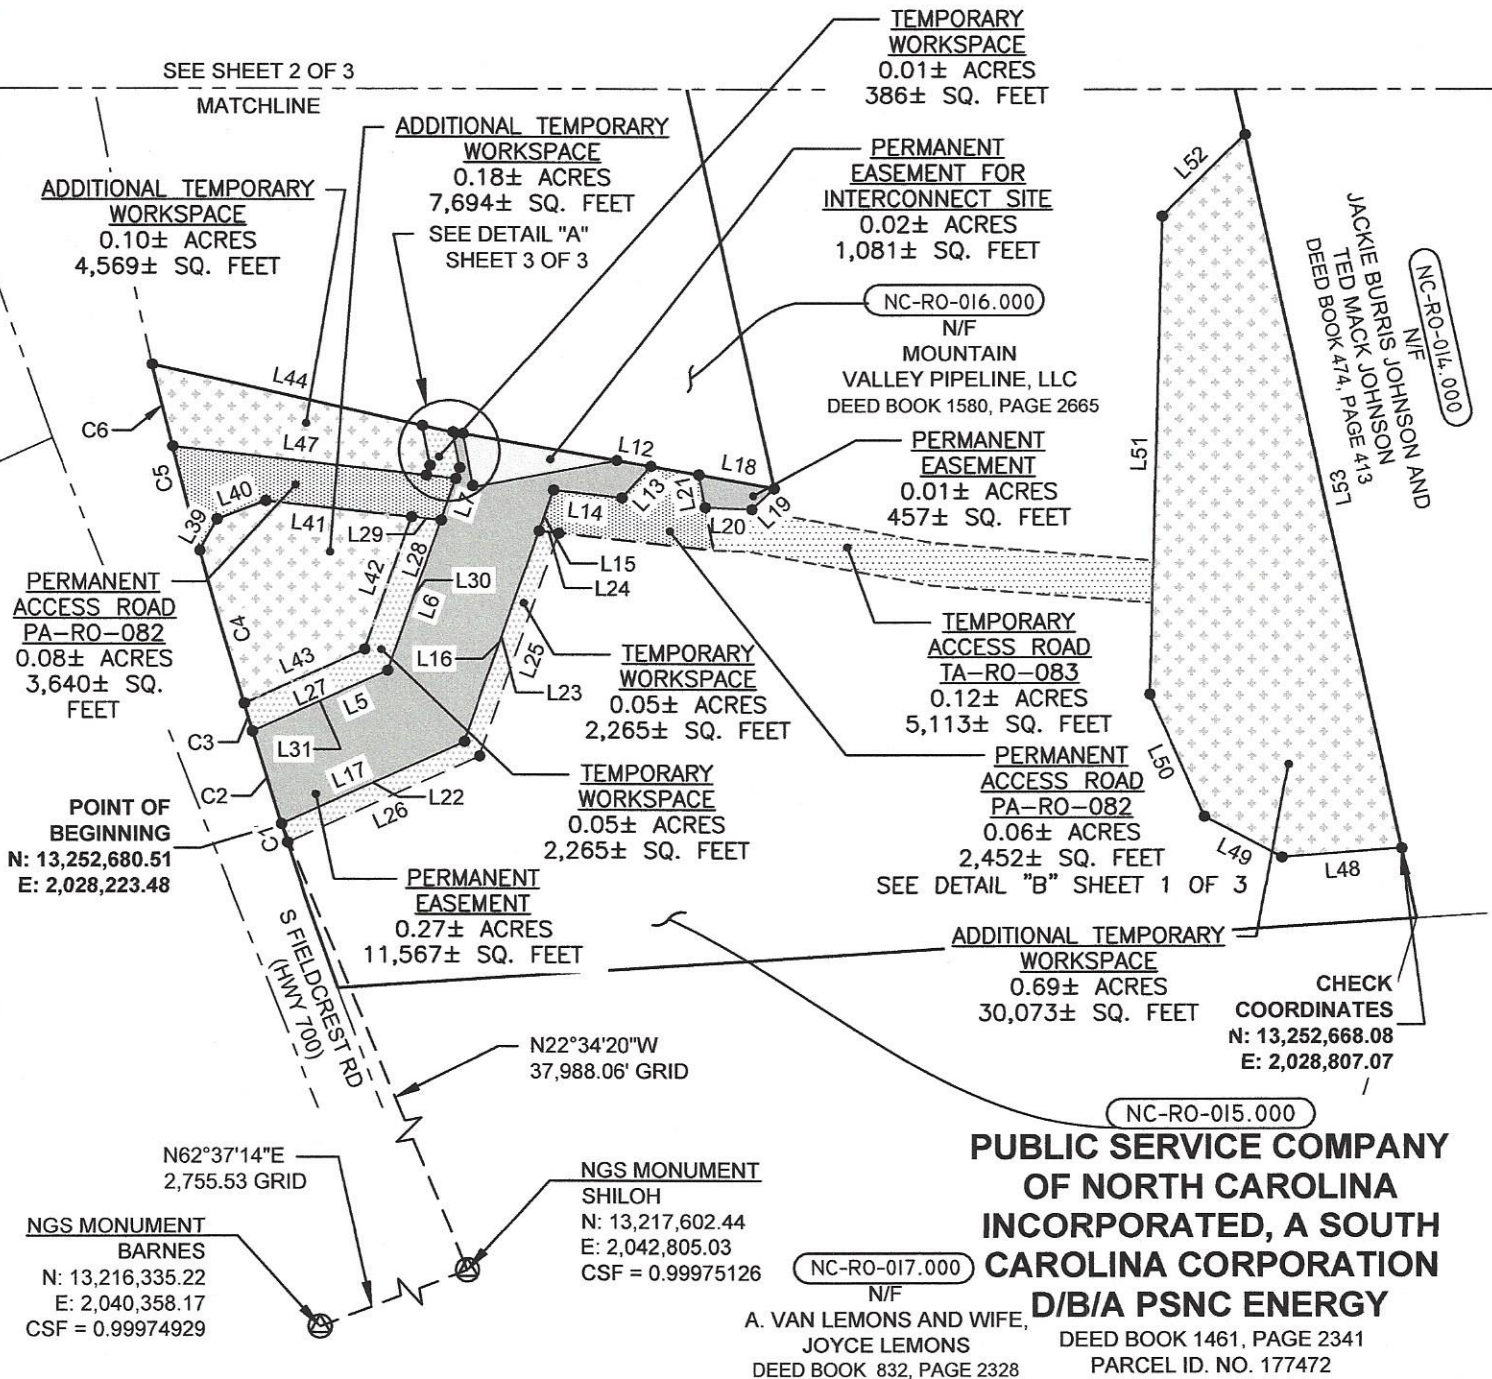 SEE SHEET 2 OF 3
MATCHLINE
TEMPORARY
WORKSPACE
0.01± ACRES
386± SQ. FEET
ADDITIONAL TEMPORARY
WORKSPACE
0.18± ACRES
7,694± SQ. FEET
SEE DETAIL "A"
SHEET 3 OF 3
ADDITIONAL TEMPORARY
WORKSPACE
0.10± ACRES
4,569± SQ. FEET
PERMANENT
EASEMENT FOR
INTERCONNECT SITE
0.02± ACRES
1,081± SQ. FEET
NC-RO-016.000
N/F
MOUNTAIN
VALLEY PIPELINE, LLC
DEED BOOK 1580, PAGE 2665
PERMANENT
EASEMENT
0.01± ACRES
457± SQ. FEET
NC-RO-014.000
N/F
JACKIE BURRIS JOHNSON AND
TED MACK JOHNSON
DEED BOOK 474, PAGE 413
L52
L53
L51
L50
L49
L48
L44
C6
L47
C5
L40
L39
L41
L29
L7
L12
L18
L13
L21
L14
L20
L19
L15
L24
L28
L42
L30
L6
L16
L25
L23
C4
L43
L27
L5
C3
L31
L17
C2
L22
L26
C1
PERMANENT
ACCESS ROAD
PA-RO-082
0.08± ACRES
3,640± SQ.
FEET
TEMPORARY
WORKSPACE
0.05± ACRES
2,265± SQ. FEET
TEMPORARY
ACCESS ROAD
TA-RO-083
0.12± ACRES
5,113± SQ. FEET
TEMPORARY
WORKSPACE
0.05± ACRES
2,265± SQ. FEET
PERMANENT
ACCESS ROAD
PA-RO-082
0.06± ACRES
2,452± SQ. FEET
SEE DETAIL "B" SHEET 1 OF 3
POINT OF
BEGINNING
N: 13,252,680.51
E: 2,028,223.48
PERMANENT
EASEMENT
0.27± ACRES
11,567± SQ. FEET
ADDITIONAL TEMPORARY
WORKSPACE
0.69± ACRES
30,073± SQ. FEET
CHECK
COORDINATES
N: 13,252,668.08
E: 2,028,807.07
S FIELDCREST RD
(HWY 700)
N22°34'20"W
37,988.06' GRID
N62°37'14"E
2,755.53 GRID
NGS MONUMENT
BARNES
N: 13,216,335.22
E: 2,040,358.17
CSF = 0.99974929
NGS MONUMENT
SHILOH
N: 13,217,602.44
E: 2,042,805.03
CSF = 0.99975126
NC-RO-017.000
N/F
A. VAN LEMONS AND WIFE,
JOYCE LEMONS
DEED BOOK 832, PAGE 2328
NC-RO-015.000
PUBLIC SERVICE COMPANY
OF NORTH CAROLINA
INCORPORATED, A SOUTH
CAROLINA CORPORATION
D/B/A PSNC ENERGY
DEED BOOK 1461, PAGE 2341
PARCEL ID. NO. 177472